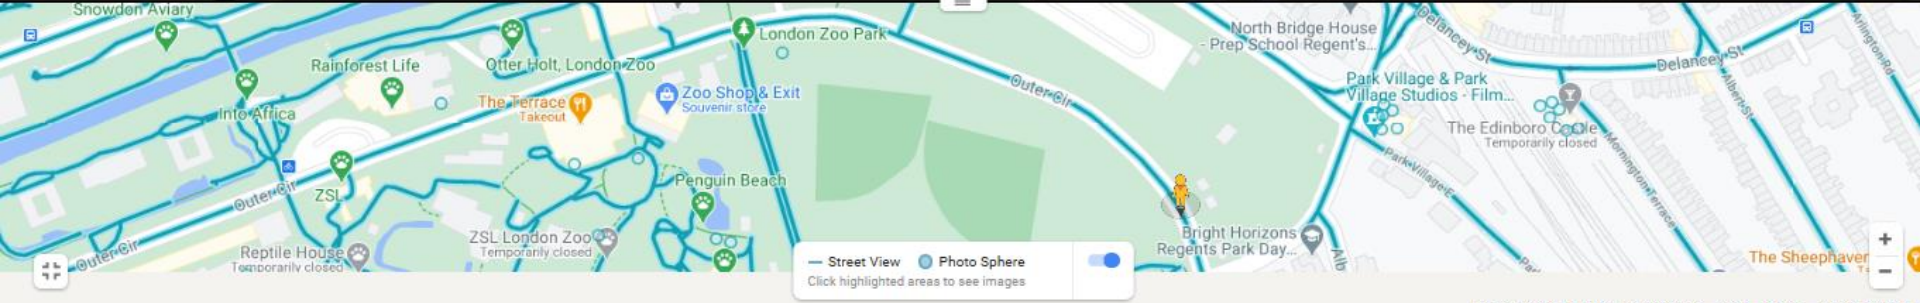 Snowdon Aviary
London Zoo Park
North Bridge House
- Prep School Regent's...
Delancey St
Delancey St
Arlington Rd
Rainforest Life
Otter Holt, London Zoo
Outer Cir
Park Village & Park
Village Studios - Film...
Albert St
Zoo Shop & Exit
Souvenir store
The Terrace
Takeout
Into Africa
The Edinboro Castle
Temporarily closed
Park Village E
Mornington Terrace
Penguin Beach
ZSL
Outer Cir
Bright Horizons
Regents Park Day...
Outer Cir
Reptile House
Temporarily closed
ZSL London Zoo
Temporarily closed
Alb
Par
The Sheephaven
Street View
Photo Sphere
Click highlighted areas to see images
+
−